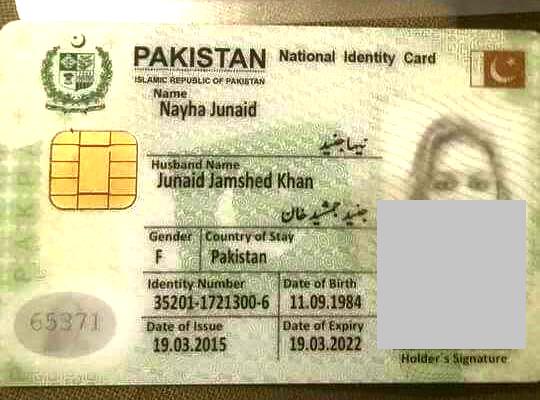 PAKISTAN National Identity Card
ISLAMIC REPUBLIC OF PAKISTAN
Name
Nayha Junaid
نیہا جنید
Husband Name
Junaid Jamshed Khan
جنید جمشید خان
Gender Country of Stay
F Pakistan
Identity Number Date of Birth
35201-1721300-6 11.09.1984
Date of Issue Date of Expiry
19.03.2015 19.03.2022
65371
Holder's Signature